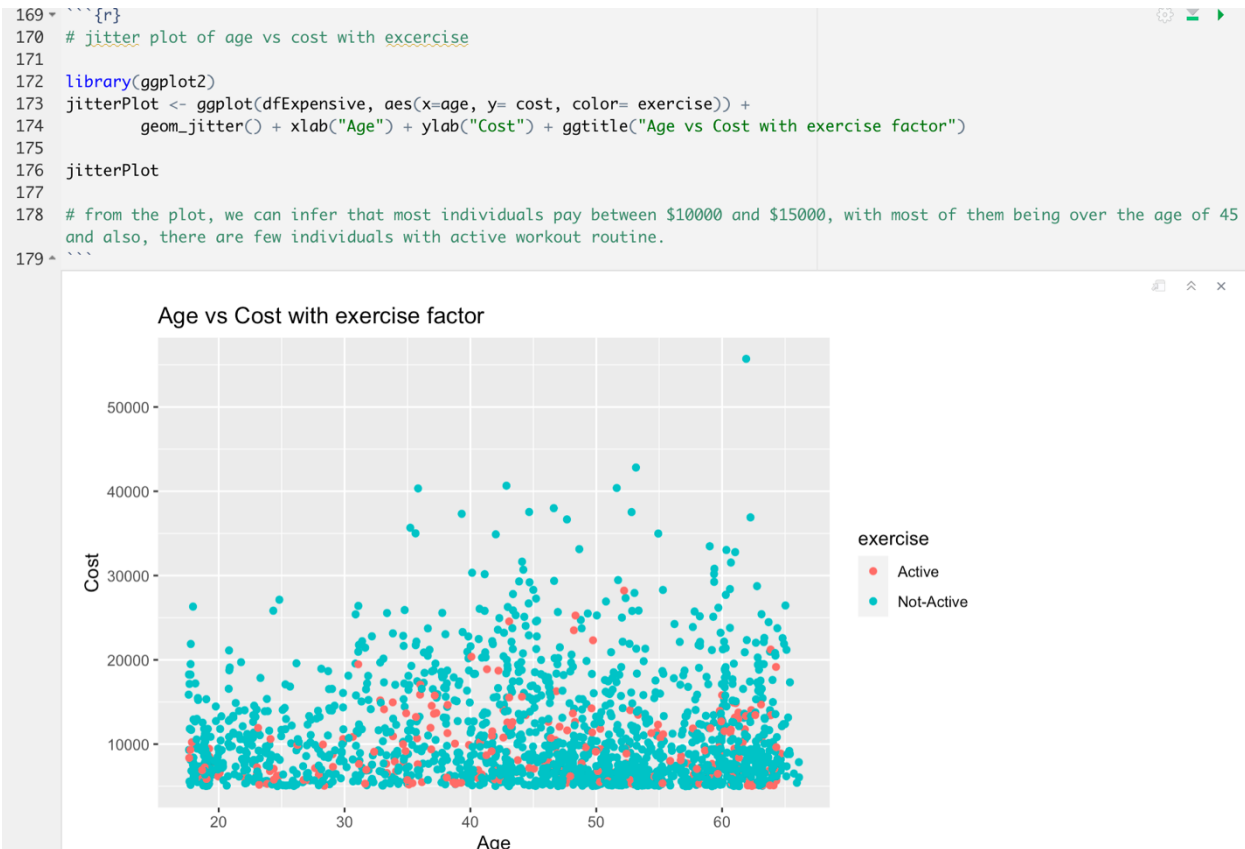 169 ```{r}
170 # jitter plot of age vs cost with excercise
171
172 library(ggplot2)
173 jitterPlot <- ggplot(dfExpensive, aes(x=age, y= cost, color= exercise)) +
174 geom_jitter() + xlab("Age") + ylab("Cost") + ggtitle("Age vs Cost with exercise factor")
175
176 jitterPlot
177
178 # from the plot, we can infer that most individuals pay between $10000 and $15000, with most of them being over the age of 45
and also, there are few individuals with active workout routine.
179 ```
Age vs Cost with exercise factor
50000
40000
30000
20000
10000
Cost
20 30 40 50 60
Age
exercise
Active
Not-Active